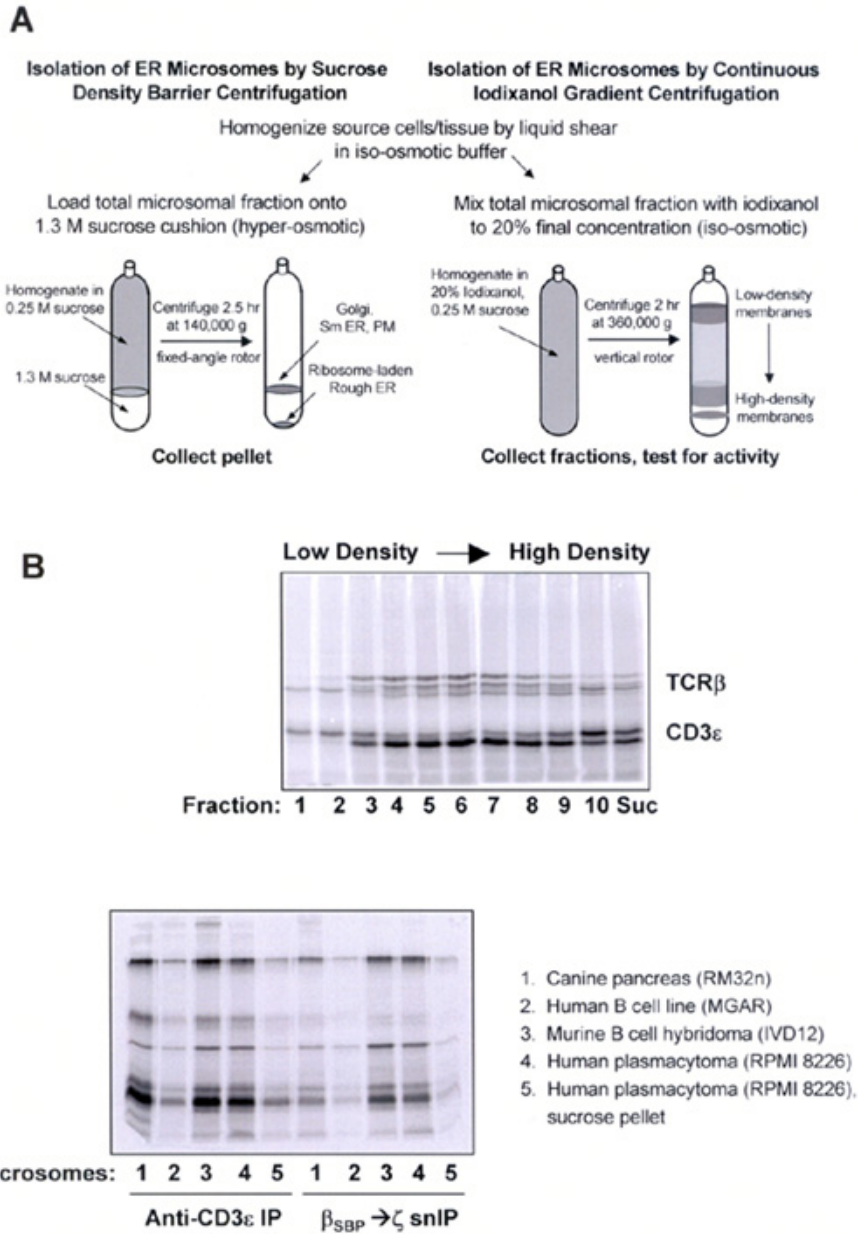 A
Isolation of ER Microsomes by Sucrose
Density Barrier Centrifugation
Isolation of ER Microsomes by Continuous
Iodixanol Gradient Centrifugation
Homogenize source cells/tissue by liquid shear
in iso-osmotic buffer
Load total microsomal fraction onto
1.3 M sucrose cushion (hyper-osmotic)
Mix total microsomal fraction with iodixanol
to 20% final concentration (iso-osmotic)
Homogenate in
0.25 M sucrose
1.3 M sucrose
Centrifuge 2.5 hr
at 140,000 g
fixed-angle rotor
Golgi,
Sm ER, PM
Ribosome-laden
Rough ER
Homogenate in
20% Iodixanol,
0.25 M sucrose
Centrifuge 2 hr
at 360,000 g
vertical rotor
Low-density
membranes
High-density
membranes
Collect pellet
Collect fractions, test for activity
B
Low Density → High Density
TCRβ
CD3ε
Fraction: 1 2 3 4 5 6 7 8 9 10 Suc
1. Canine pancreas (RM32n)
2. Human B cell line (MGAR)
3. Murine B cell hybridoma (IVD12)
4. Human plasmacytoma (RPMI 8226)
5. Human plasmacytoma (RPMI 8226),
sucrose pellet
crosomes: 1 2 3 4 5 1 2 3 4 5
Anti-CD3ε IP
βSBP→ζ snIP